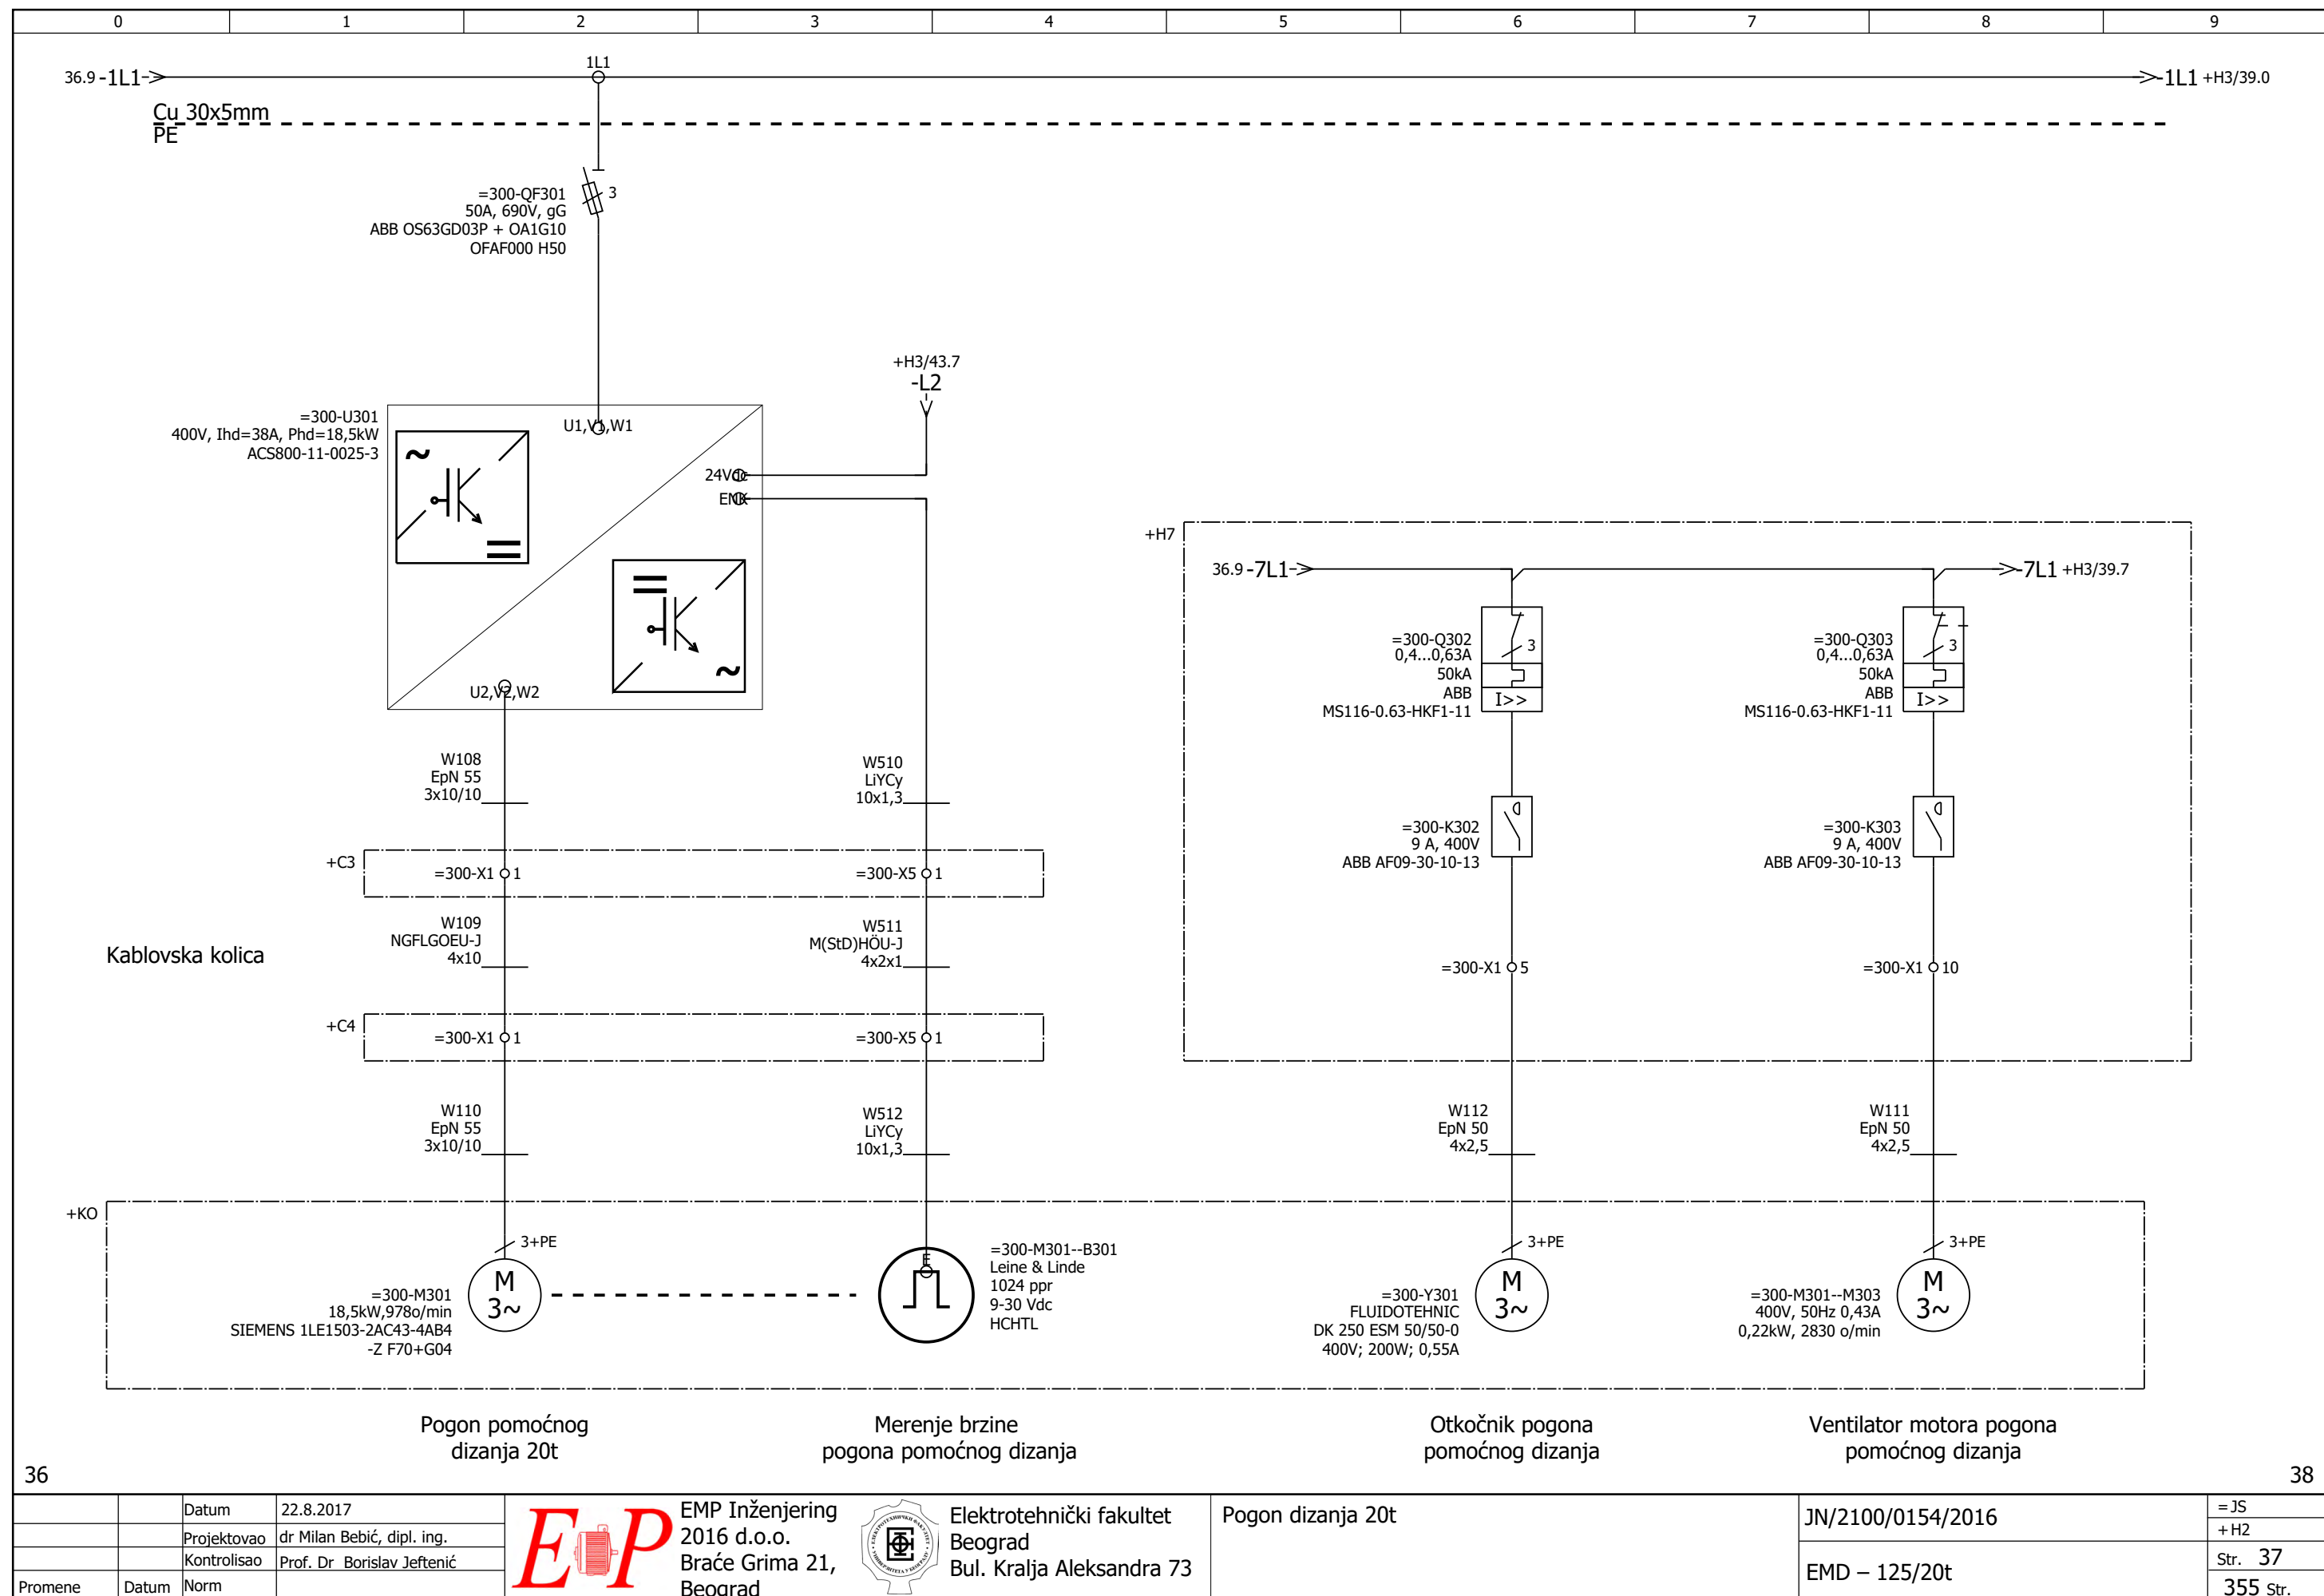 0 1 2 3 4 5 6 7 8 9
36.9 -1L1
1L1
-1L1 +H3/39.0
Cu 30x5mm
PE
=300-QF301
50A, 690V, gG
ABB OS63GD03P + OA1G10
OFAF000 H50
3
+H3/43.7
-L2
=300-U301
400V, Ihd=38A, Phd=18,5kW
ACS800-11-0025-3
U1,V1,W1
24Vdc
ENK
U2,V2,W2
+H7
36.9 -7L1
-7L1 +H3/39.7
=300-Q302
0,4...0,63A
50kA
ABB
MS116-0.63-HKF1-11
3
I>>
=300-Q303
0,4...0,63A
50kA
ABB
MS116-0.63-HKF1-11
3
I>>
W108
EpN 55
3x10/10
W510
LiYCy
10x1,3
=300-K302
9 A, 400V
ABB AF09-30-10-13
=300-K303
9 A, 400V
ABB AF09-30-10-13
+C3
=300-X1 1
=300-X5 1
W109
NGFLGOEU-J
4x10
W511
M(StD)HÖU-J
4x2x1
Kablovska kolica
=300-X1 5
=300-X1 10
+C4
=300-X1 1
=300-X5 1
W110
EpN 55
3x10/10
W512
LiYCy
10x1,3
W112
EpN 50
4x2,5
W111
EpN 50
4x2,5
+KO
3+PE
M
3~
=300-M301
18,5kW,978o/min
SIEMENS 1LE1503-2AC43-4AB4
-Z F70+G04
E
=300-M301--B301
Leine & Linde
1024 ppr
9-30 Vdc
HCHTL
3+PE
M
3~
=300-Y301
FLUIDOTEHNIC
DK 250 ESM 50/50-0
400V; 200W; 0,55A
3+PE
M
3~
=300-M301--M303
400V, 50Hz 0,43A
0,22kW, 2830 o/min
Pogon pomoćnog
dizanja 20t
Merenje brzine
pogona pomoćnog dizanja
Otkočnik pogona
pomoćnog dizanja
Ventilator motora pogona
pomoćnog dizanja
36
38
Datum 22.8.2017
Projektovao dr Milan Bebić, dipl. ing.
Kontrolisao Prof. Dr Borislav Jeftenić
Promene Datum Norm
EP
EMP Inženjering
2016 d.o.o.
Braće Grima 21,
Beograd
Elektrotehnički fakultet
Beograd
Bul. Kralja Aleksandra 73
Pogon dizanja 20t
JN/2100/0154/2016
EMD – 125/20t
=JS
+H2
Str. 37
355 Str.